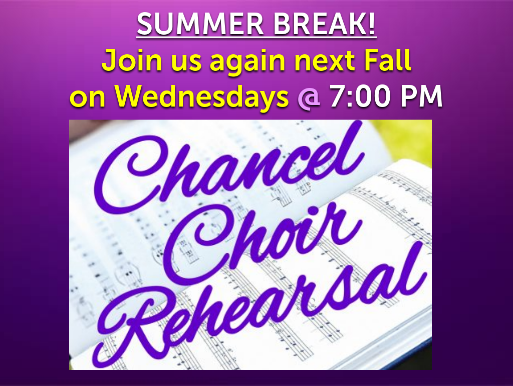 SUMMER BREAK!
Join us again next Fall
on Wednesdays @ 7:00 PM
Chancel
Choir
Rehearsal